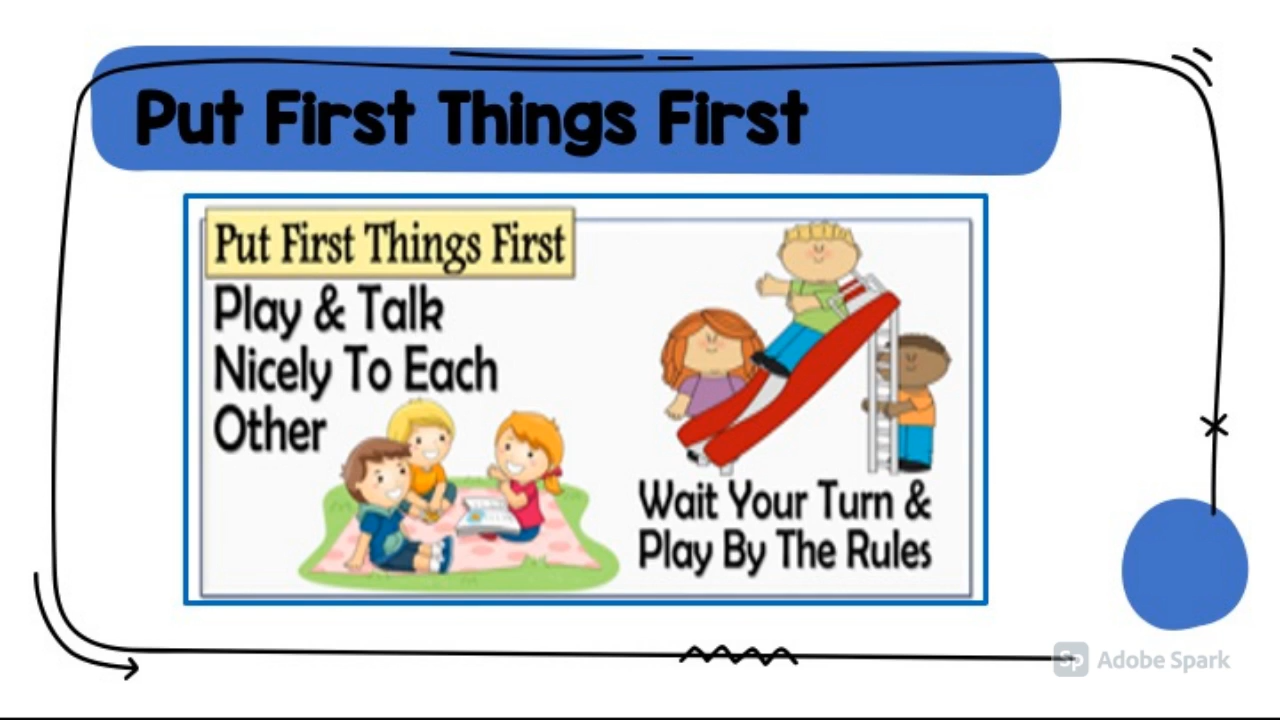 Put First Things First
Put First Things First
Play & Talk
Nicely To Each
Other
Wait Your Turn &
Play By The Rules
Sp Adobe Spark